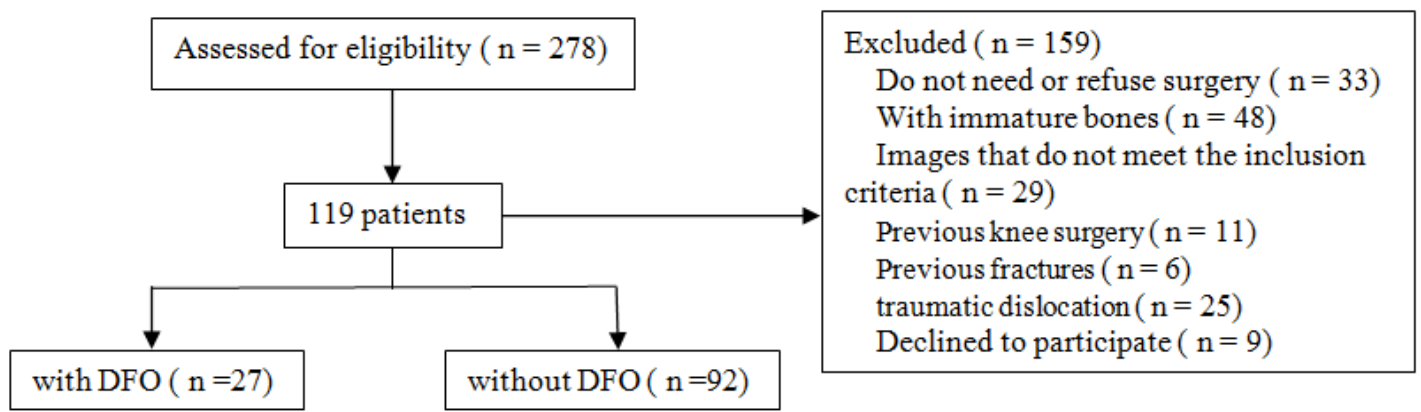 Assessed for eligibility ( n = 278)
119 patients
with DFO ( n =27)
without DFO ( n =92)
Excluded ( n = 159)
Do not need or refuse surgery ( n = 33)
With immature bones ( n = 48)
Images that do not meet the inclusion
criteria ( n = 29)
Previous knee surgery ( n = 11)
Previous fractures ( n = 6)
traumatic dislocation ( n = 25)
Declined to participate ( n = 9)